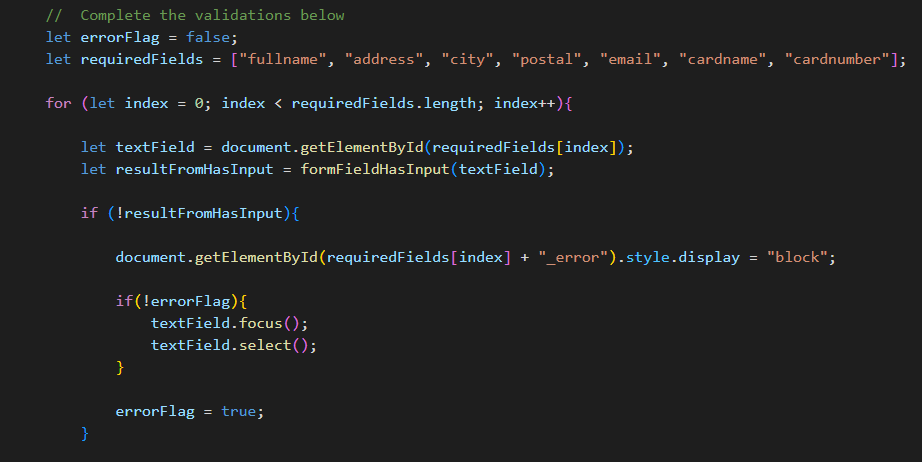 //  Complete the validations below
let errorFlag = false;
let requiredFields = ["fullname", "address", "city", "postal", "email", "cardname", "cardnumber"];
for (let index = 0; index < requiredFields.length; index++){
let textField = document.getElementById(requiredFields[index]);
let resultFromHasInput = formFieldHasInput(textField);
if (!resultFromHasInput){
document.getElementById(requiredFields[index] + "_error").style.display = "block";
if(!errorFlag){
textField.focus();
textField.select();
}
errorFlag = true;
}